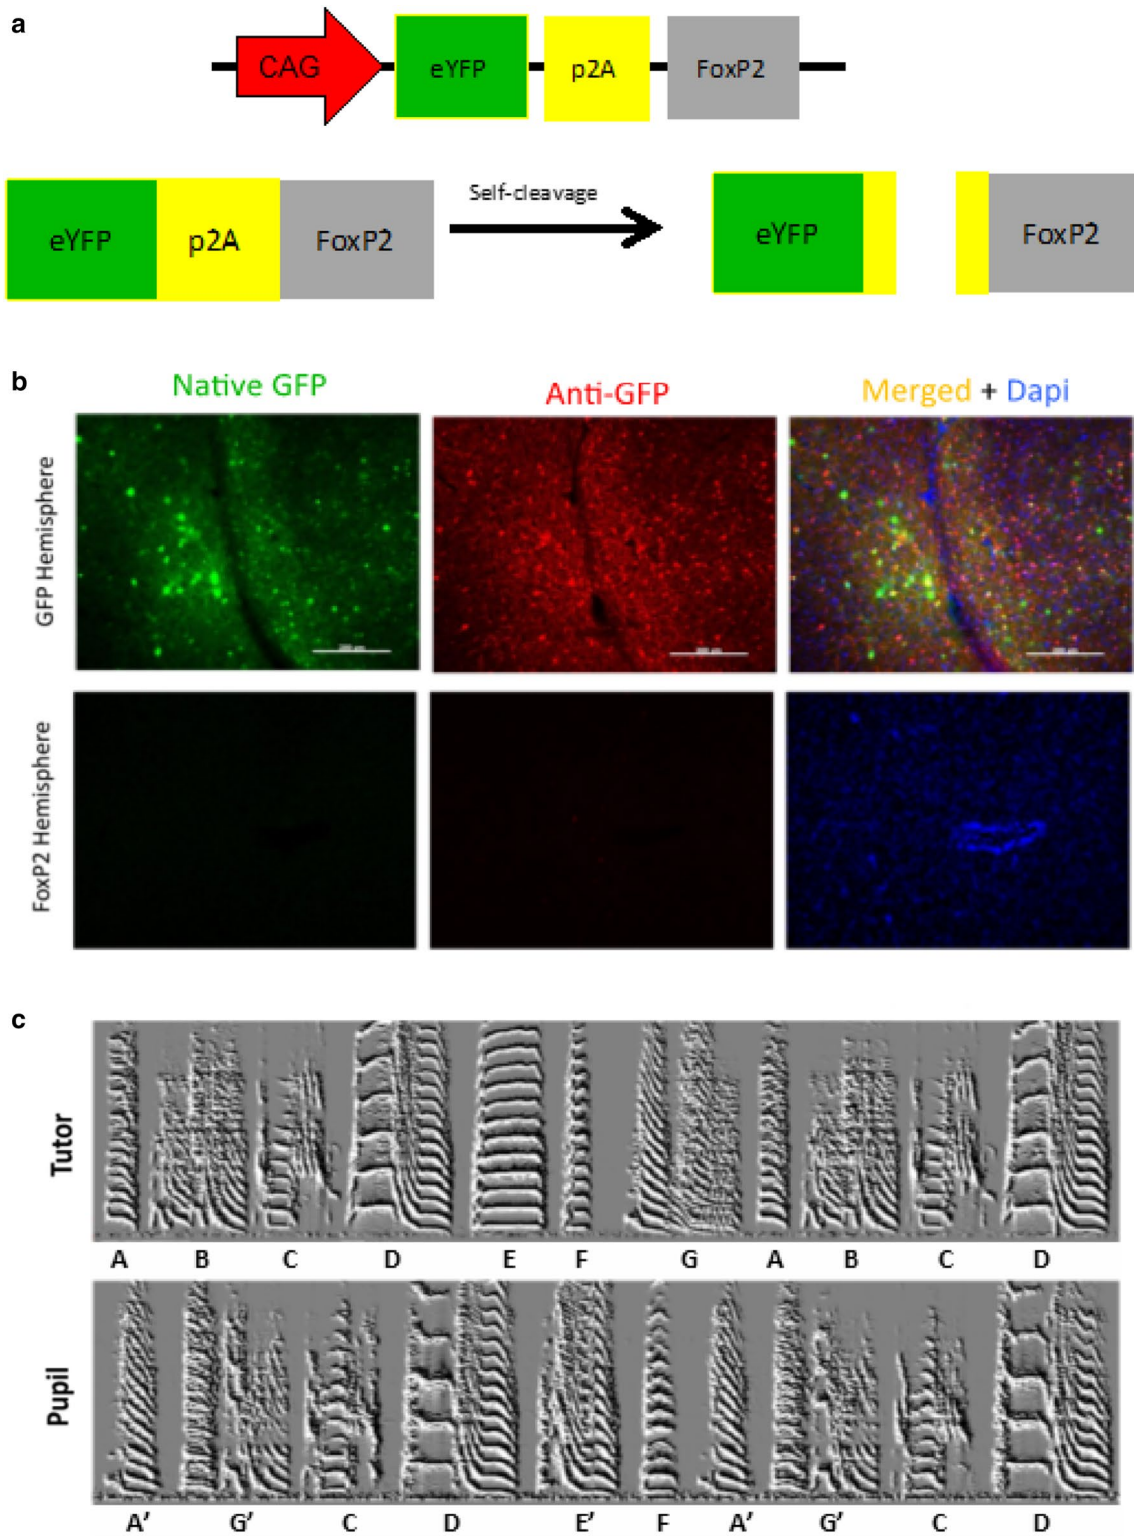 a
CAG eYFP p2A FoxP2
eYFP p2A FoxP2 Self-cleavage eYFP FoxP2
b
Native GFP Anti-GFP Merged + Dapi
GFP Hemisphere
FoxP2 Hemisphere
c
Tutor
A B C D E F G A B C D
Pupil
A' G' C D E' F A' G' C D